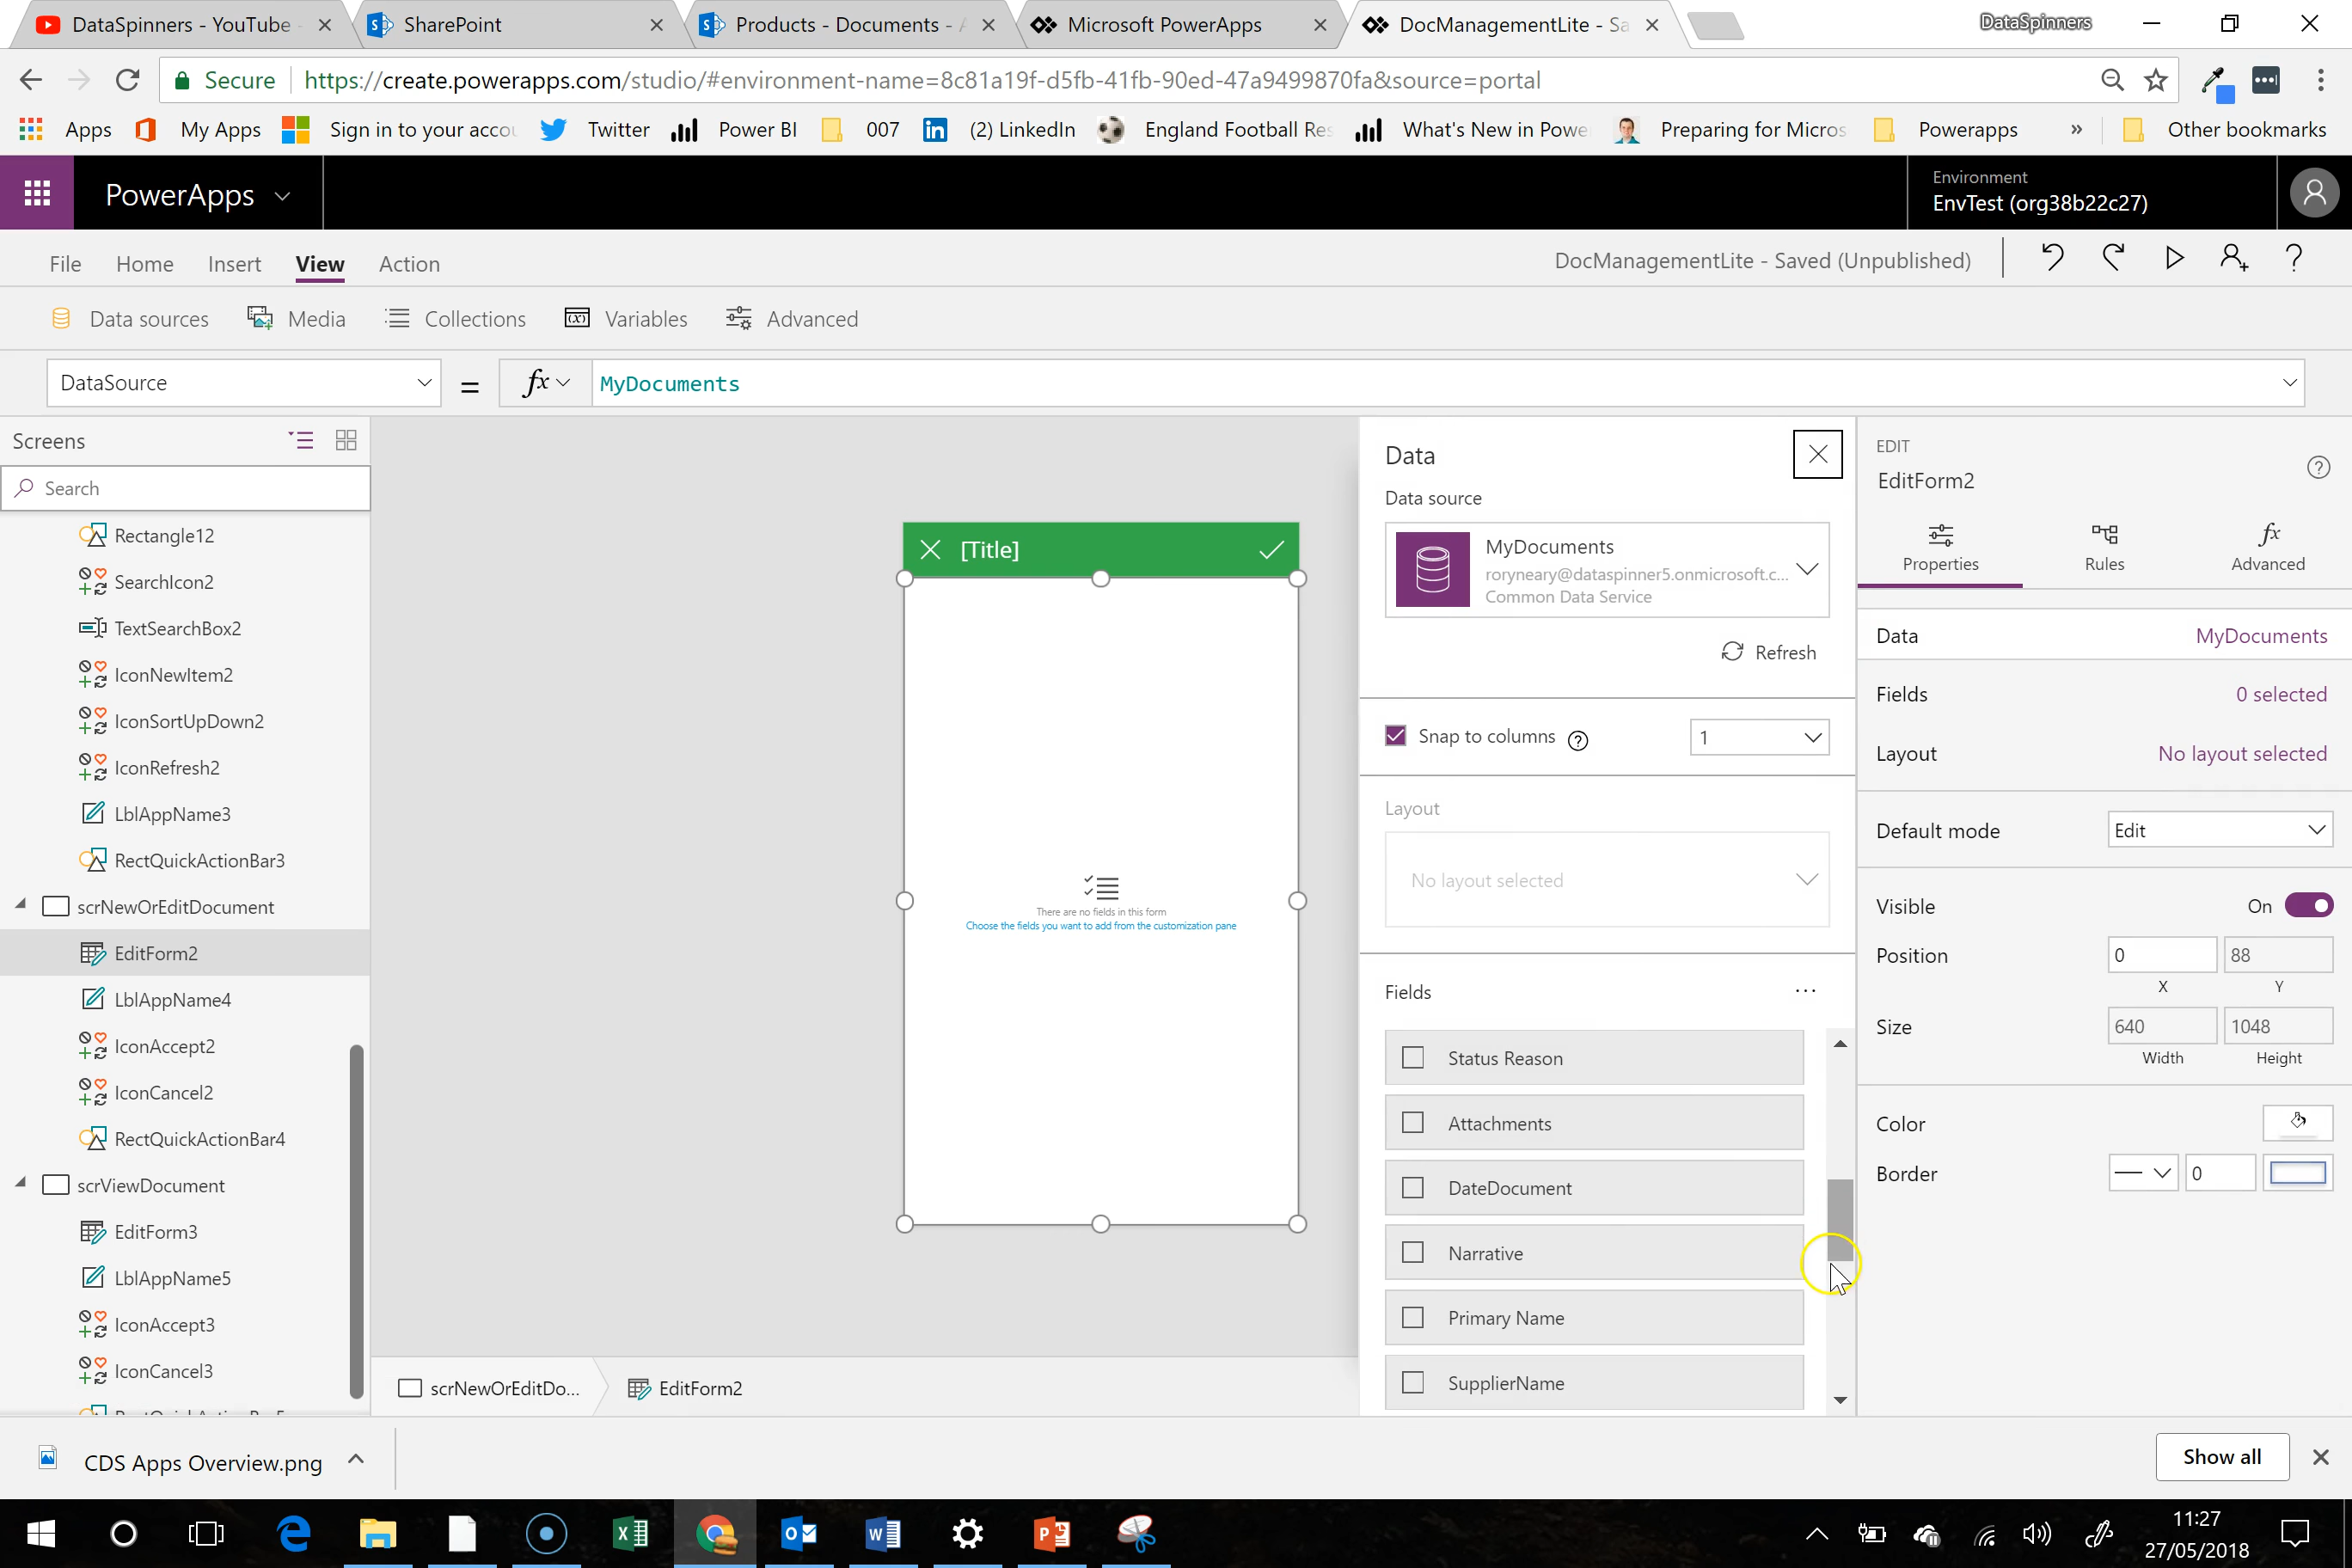 DataSpinners - YouTube
SharePoint
Products - Documents - A
Microsoft PowerApps
DocManagementLite - Sa
DataSpinners
Secure
https://create.powerapps.com/studio/#environment-name=8c81a19f-d5fb-41fb-90ed-47a9499870fa&source=portal
Apps
My Apps
Sign in to your accou
Twitter
Power BI
007
(2) LinkedIn
England Football Res
What's New in Powe
Preparing for Micros
Powerapps
»
Other bookmarks
PowerApps
Environment
EnvTest (org38b22c27)
File
Home
Insert
View
Action
DocManagementLite - Saved (Unpublished)
Data sources
Media
Collections
Variables
Advanced
DataSource
=
fx
MyDocuments
Screens
Search
Rectangle12
SearchIcon2
TextSearchBox2
IconNewItem2
IconSortUpDown2
IconRefresh2
LblAppName3
RectQuickActionBar3
scrNewOrEditDocument
EditForm2
LblAppName4
IconAccept2
IconCancel2
RectQuickActionBar4
scrViewDocument
EditForm3
LblAppName5
IconAccept3
IconCancel3
[Title]
There are no fields in this form
Choose the fields you want to add from the customization pane
scrNewOrEditDo...
EditForm2
Data
Data source
MyDocuments
roryneary@dataspinner5.onmicrosoft.c...
Common Data Service
Refresh
Snap to columns
1
Layout
No layout selected
Fields
...
Status Reason
Attachments
DateDocument
Narrative
Primary Name
SupplierName
EDIT
EditForm2
Properties
Rules
fx
Advanced
Data
MyDocuments
Fields
0 selected
Layout
No layout selected
Default mode
Edit
Visible
On
Position
0
88
X
Y
Size
640
1048
Width
Height
Color
Border
0
CDS Apps Overview.png
Show all
11:27
27/05/2018